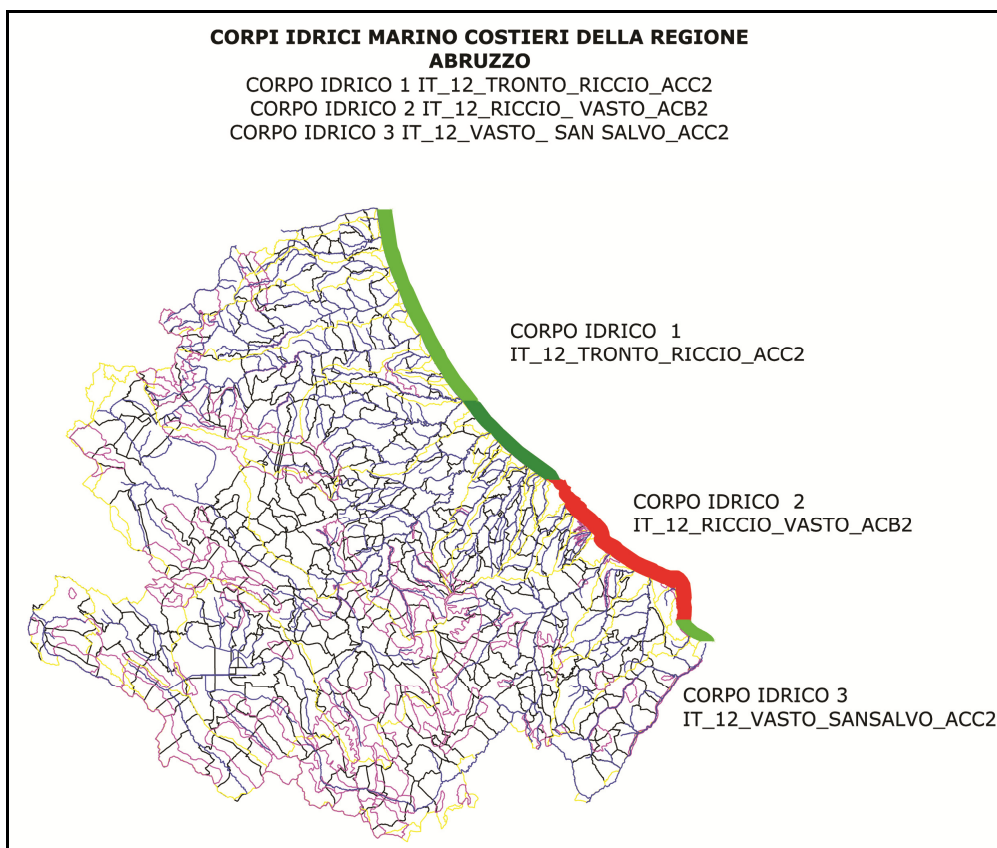 CORPI IDRICI MARINO COSTIERI DELLA REGIONE
ABRUZZO
CORPO IDRICO 1 IT_12_TRONTO_RICCIO_ACC2
CORPO IDRICO 2 IT_12_RICCIO_ VASTO_ACB2
CORPO IDRICO 3 IT_12_VASTO_ SAN SALVO_ACC2
CORPO IDRICO  1
IT_12_TRONTO_RICCIO_ACC2
CORPO IDRICO  2
IT_12_RICCIO_VASTO_ACB2
CORPO IDRICO 3
IT_12_VASTO_SANSALVO_ACC2